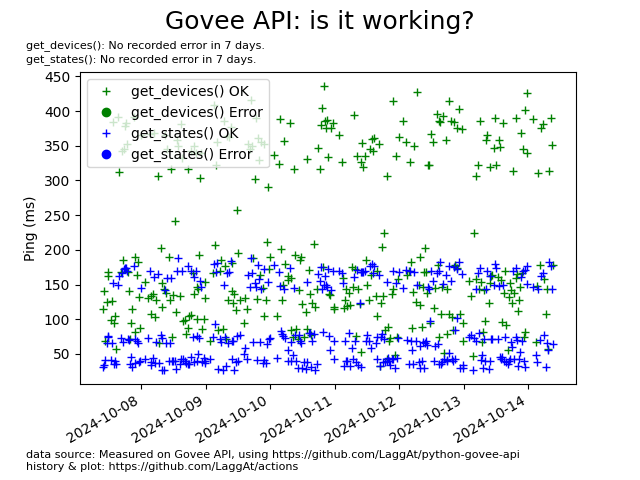 Govee API: is it working?
get_devices(): No recorded error in 7 days.
get_states(): No recorded error in 7 days.
450
400
350
300
250
200
150
100
50
Ping (ms)
get_devices() OK
get_devices() Error
get_states() OK
get_states() Error
2024-10-08
2024-10-09
2024-10-10
2024-10-11
2024-10-12
2024-10-13
2024-10-14
data source: Measured on Govee API, using https://github.com/LaggAt/python-govee-api
history & plot: https://github.com/LaggAt/actions